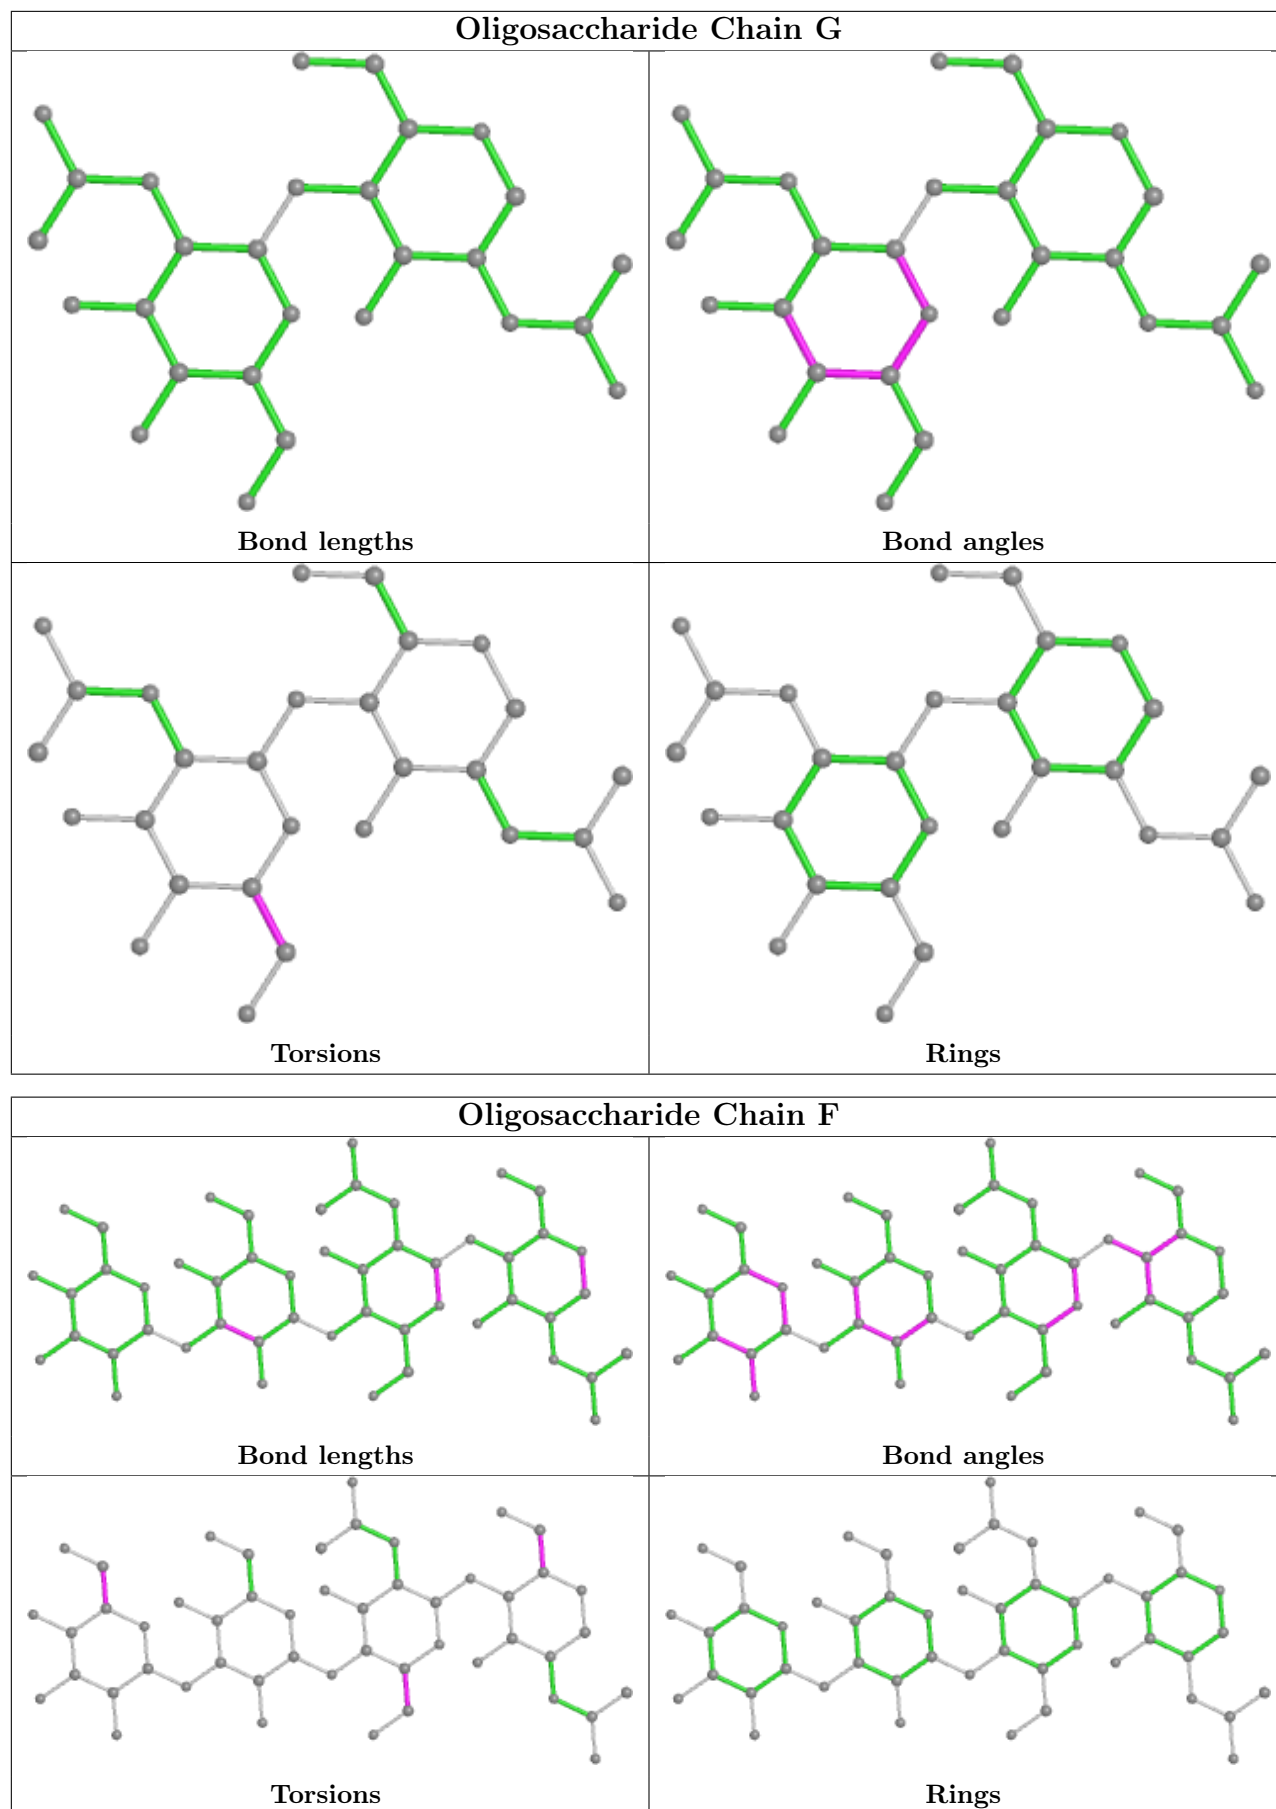 Oligosaccharide Chain G
Bond lengths
Bond angles
Torsions
Rings
Oligosaccharide Chain F
Bond lengths
Bond angles
Torsions
Rings